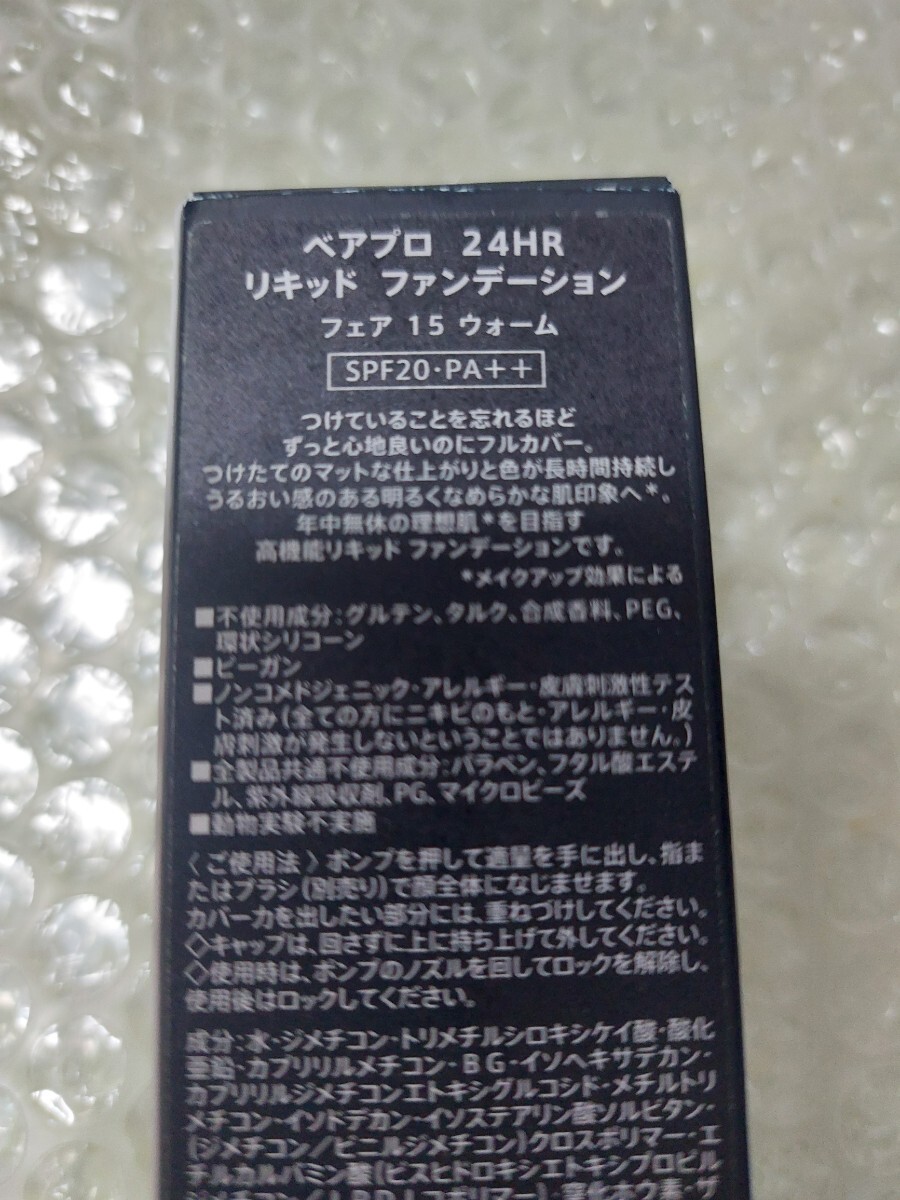 ベアプロ 24HR
リキッド ファンデーション
フェア 15 ウォーム
SPF20・PA++
つけていることを忘れるほど
ずっと心地良いのにフルカバー。
つけたてのマットな仕上がりと色が長時間持続し
うるおい感のある明るくなめらかな肌印象へ*。
年中無休の理想肌*を目指す
高機能リキッド ファンデーションです。
*メイクアップ効果による
■不使用成分:グルテン、タルク、合成香料、PEG、
環状シリコーン
■ビーガン
■ノンコメドジェニック・アレルギー・皮膚刺激性テス
ト済み(全ての方にニキビのもと・アレルギー・皮
膚刺激が発生しないということではありません。)
■全製品共通不使用成分:パラベン、フタル酸エステ
ル、紫外線吸収剤、PG、マイクロビーズ
■動物実験不実施
〈ご使用法〉ポンプを押して適量を手に出し、指ま
たはブラシ(別売り)で顔全体になじませます。
カバー力を出したい部分には、重ねづけしてください。
◇キャップは、回さずに上に持ち上げて外してください。
◇使用時は、ポンプのノズルを回してロックを解除し、
使用後はロックしてください。
成分:水・ジメチコン・トリメチルシロキシケイ酸・酸化
亜鉛・カプリリルメチコン・BG・イソヘキサデカン・
カプリリルジメチコンエトキシグルコシド・メチルトリ
メチコン・イソドデカン・イソステアリン酸ソルビタン・
(ジメチコン/ビニルジメチコン)クロスポリマー・エ
チルカルバミン酸(ビスヒドロキシエトキシプロピル
ジメチコン/IPDI コポリマー)・窒化ホウ素・ザ